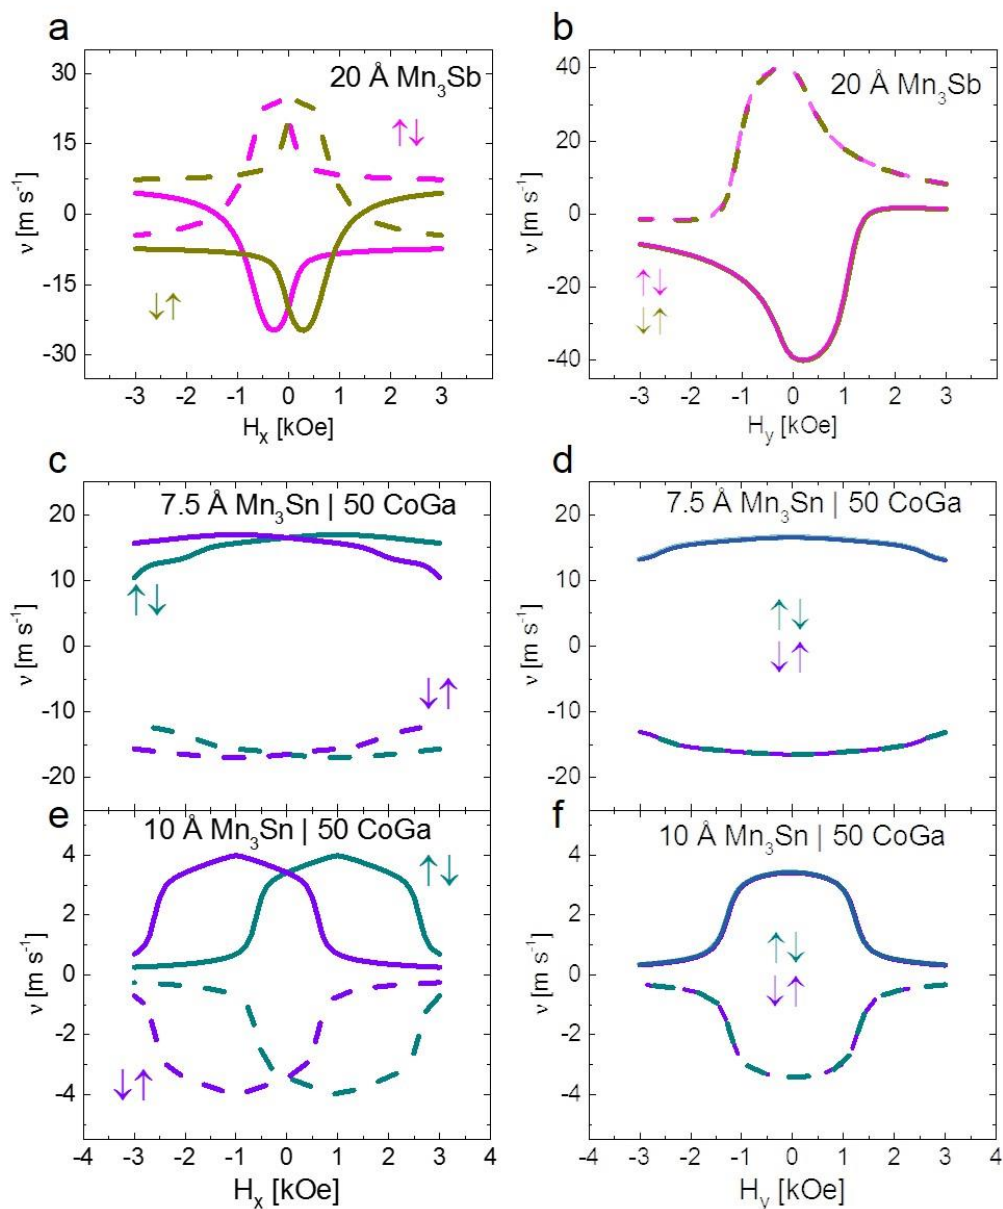 a
20 Å Mn₃Sb
↑↓
↓↑
30
15
0
-15
-30
ν [m s⁻¹]
-3 -2 -1 0 1 2 3
Hₓ [kOe]
b
20 Å Mn₃Sb
↑↓
↓↑
40
20
0
-20
-40
ν [m s⁻¹]
-3 -2 -1 0 1 2 3
Hᵧ [kOe]
c
7.5 Å Mn₃Sn | 50 CoGa
↑↓
↓↑
20
10
0
-10
-20
ν [m s⁻¹]
d
7.5 Å Mn₃Sn | 50 CoGa
↑↓
↓↑
20
10
0
-10
-20
ν [m s⁻¹]
e
10 Å Mn₃Sn | 50 CoGa
↑↓
↓↑
4
2
0
-2
-4
ν [m s⁻¹]
-4 -3 -2 -1 0 1 2 3 4
Hₓ [kOe]
f
10 Å Mn₃Sn | 50 CoGa
↑↓
↓↑
4
2
0
-2
-4
ν [m s⁻¹]
-4 -3 -2 -1 0 1 2 3 4
Hᵧ [kOe]